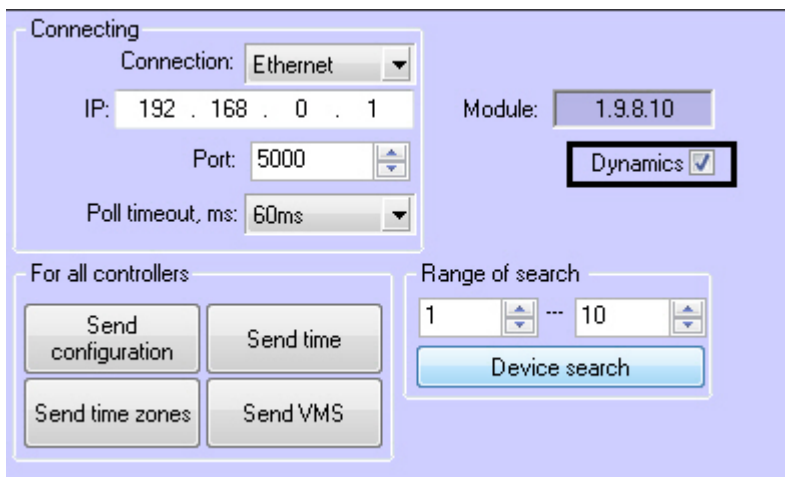 Connecting
Connection: Ethernet
IP: 192 . 168 . 0 . 1
Module: 1.9.8.10
Port: 5000
Dynamics
Poll timeout, ms: 60ms
For all controllers
Send
configuration
Send time
Send time zones
Send VMS
Range of search
1 --- 10
Device search